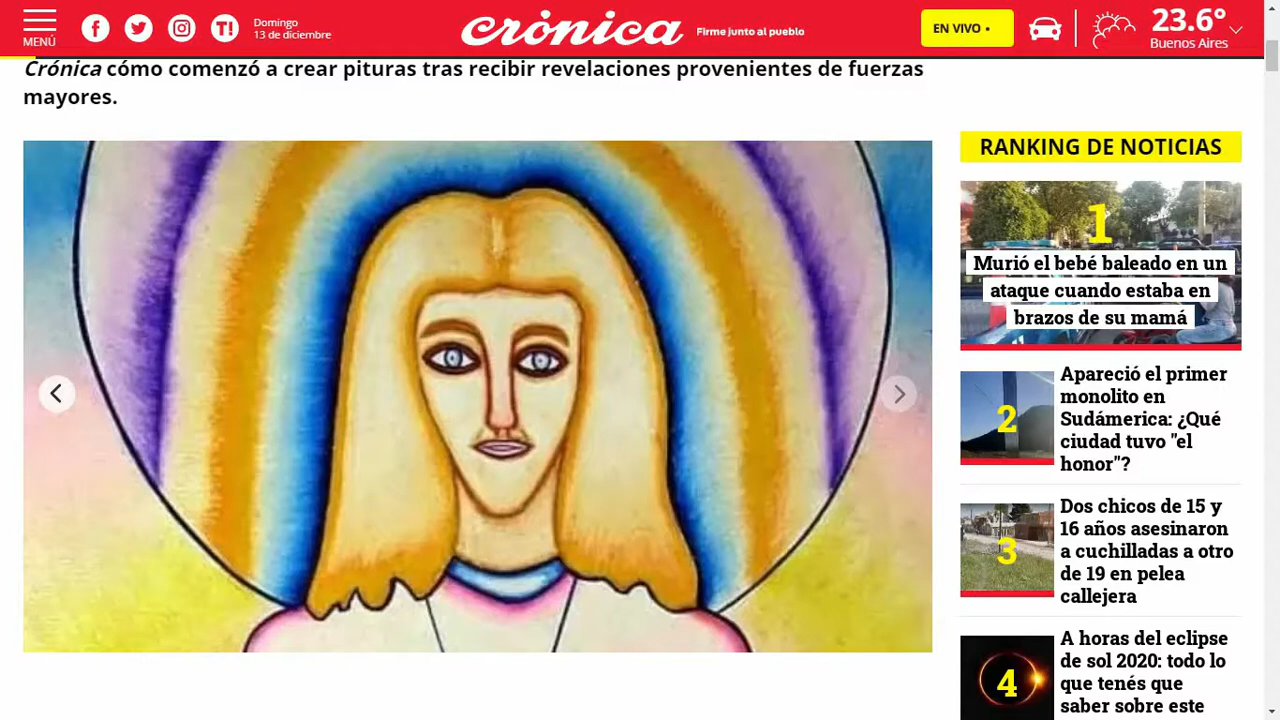 MENÚ
Domingo
13 de diciembre
crónica
Firme junto al pueblo
EN VIVO •
23.6°
Buenos Aires
Crónica cómo comenzó a crear pituras tras recibir revelaciones provenientes de fuerzas
mayores.
RANKING DE NOTICIAS
1
Murió el bebé baleado en un
ataque cuando estaba en
brazos de su mamá
2
Apareció el primer
monolito en
Sudámerica: ¿Qué
ciudad tuvo "el
honor"?
3
Dos chicos de 15 y
16 años asesinaron
a cuchilladas a otro
de 19 en pelea
callejera
4
A horas del eclipse
de sol 2020: todo lo
que tenés que
saber sobre este